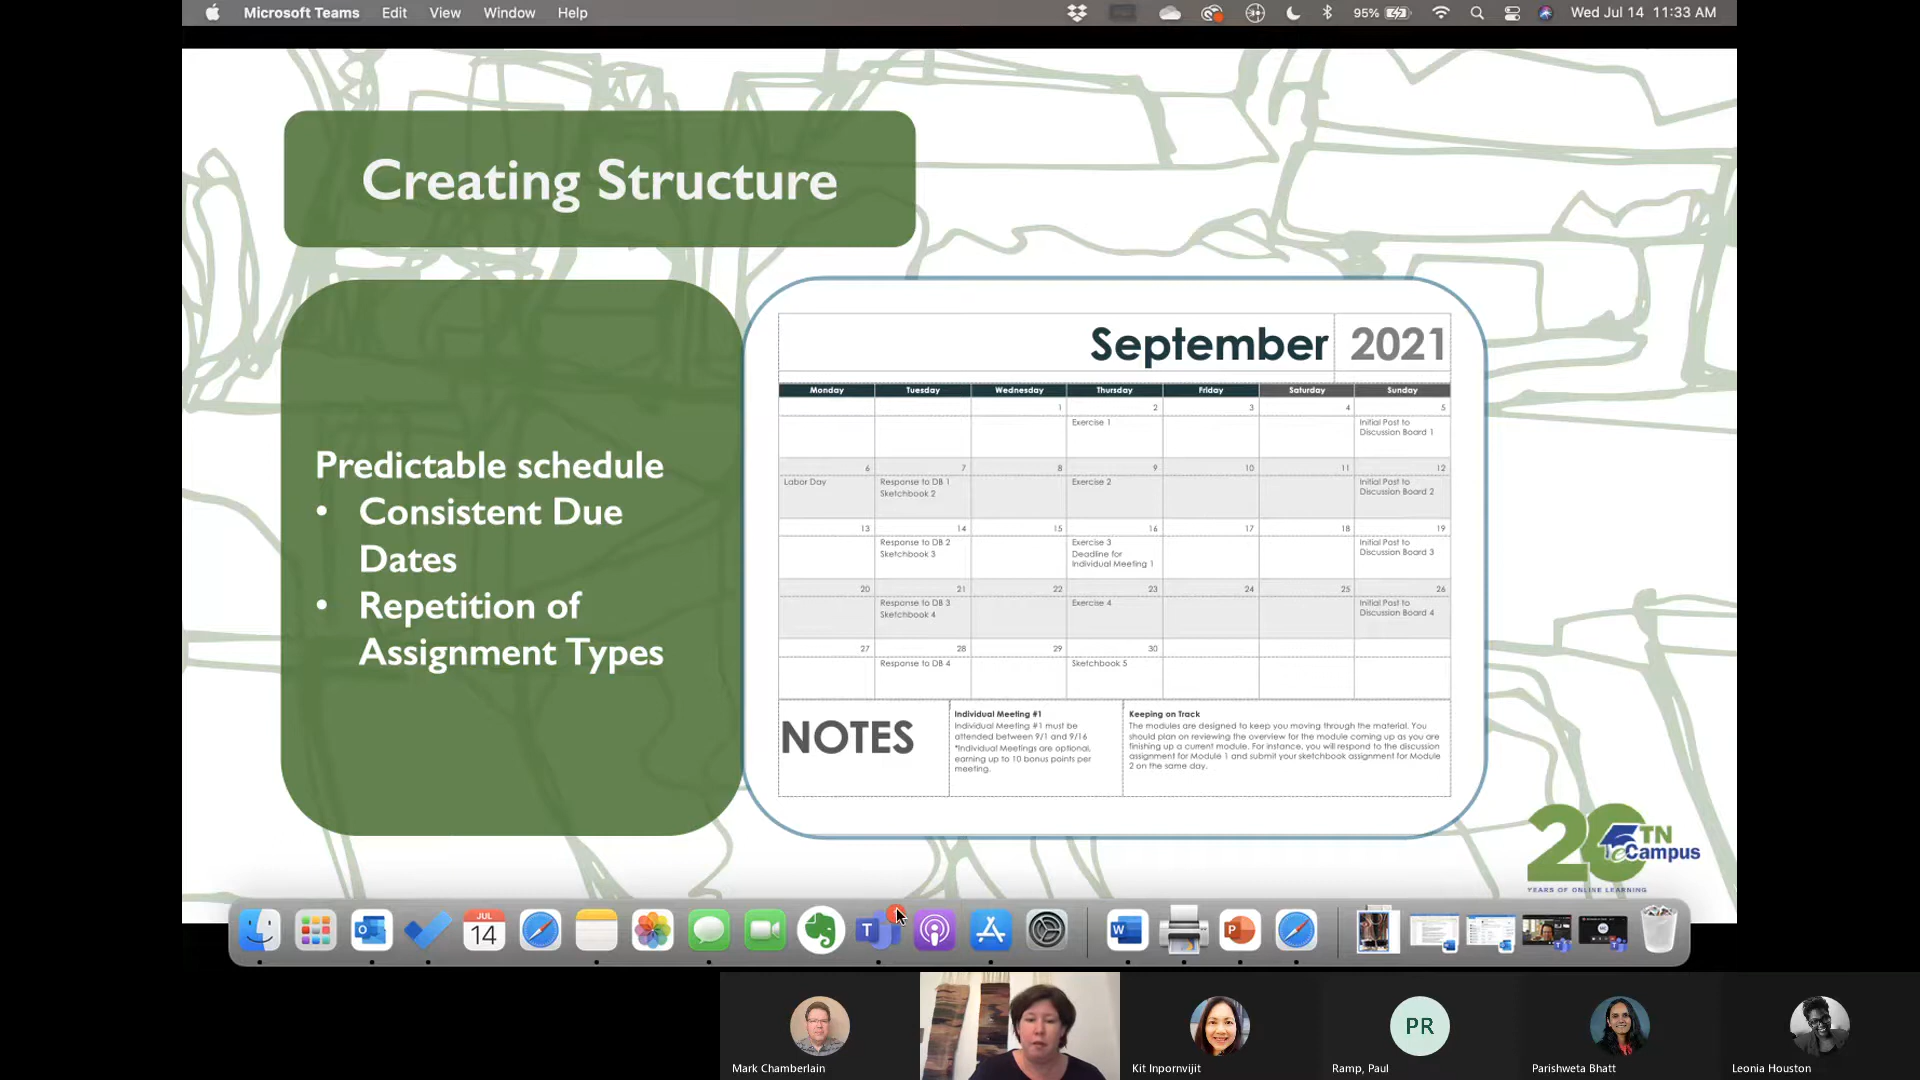 Microsoft Teams Edit View Window Help 95% Wed Jul 14 11:33 AM
Creating Structure
Predictable schedule
• Consistent Due
Dates
• Repetition of
Assignment Types
September 2021
Monday Tuesday Wednesday Thursday Friday Saturday Sunday
1 2 3 4 5
Exercise 1
Initial Post to
Discussion Board 1
6 7 8 9 10 11 12
Labor Day
Response to DB 1
Sketchbook 2
Exercise 2
Initial Post to
Discussion Board 2
13 14 15 16 17 18 19
Response to DB 2
Sketchbook 3
Exercise 3
Deadline for
Individual Meeting 1
Initial Post to
Discussion Board 3
20 21 22 23 24 25 26
Response to DB 3
Sketchbook 4
Exercise 4
Initial Post to
Discussion Board 4
27 28 29 30
Response to DB 4
Sketchbook 5
NOTES
Individual Meeting #1
Individual Meeting #1 must be
attended between 9/1 and 9/16
*Individual Meetings are optional,
earning up to 10 bonus points per
meeting.
Keeping on Track
The modules are designed to keep you moving through the material. You
should plan on reviewing the overview for the module coming up as you are
finishing up a current module. For instance, you will respond to the discussion
assignment for Module 1 and submit your sketchbook assignment for Module
2 on the same day.
20 TN
eCampus
YEARS OF ONLINE LEARNING
JUL
14
PR
Mark Chamberlain
Kit Inpornvijit
Ramp, Paul
Parishweta Bhatt
Leonia Houston